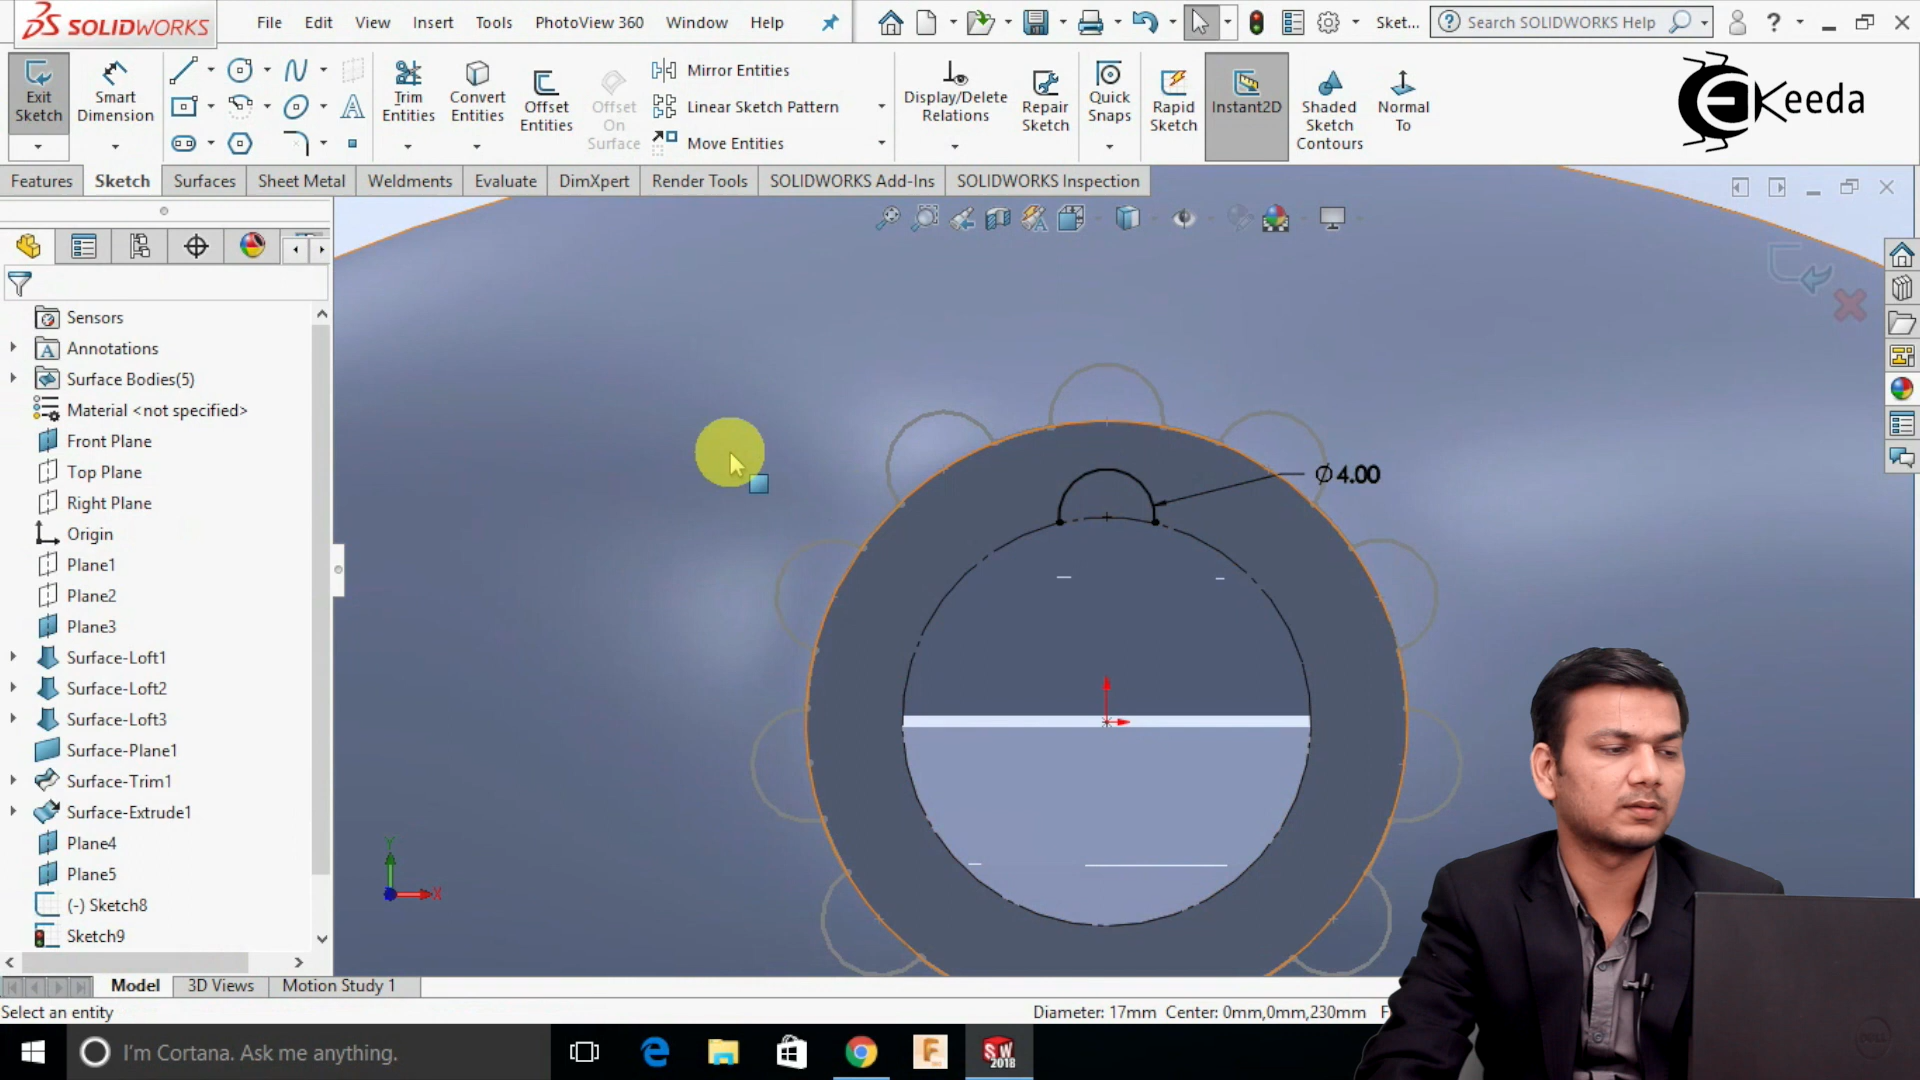 SOLIDWORKS
File Edit View Insert Tools PhotoView 360 Window Help
Sket...
Search SOLIDWORKS Help
Exit Sketch
Smart Dimension
Trim Entities
Convert Entities
Offset Entities
Offset On Surface
Mirror Entities
Linear Sketch Pattern
Move Entities
Display/Delete Relations
Repair Sketch
Quick Snaps
Rapid Sketch
Instant2D
Shaded Sketch Contours
Normal To
Keeda
Features Sketch Surfaces Sheet Metal Weldments Evaluate DimXpert Render Tools SOLIDWORKS Add-Ins SOLIDWORKS Inspection
Sensors
Annotations
Surface Bodies(5)
Material <not specified>
Front Plane
Top Plane
Right Plane
Origin
Plane1
Plane2
Plane3
Surface-Loft1
Surface-Loft2
Surface-Loft3
Surface-Plane1
Surface-Trim1
Surface-Extrude1
Plane4
Plane5
(-) Sketch8
Sketch9
Ø4.00
Y
X
Model 3D Views Motion Study 1
Select an entity
Diameter: 17mm Center: 0mm,0mm,230mm F
I'm Cortana. Ask me anything.
SW
2018
DELL